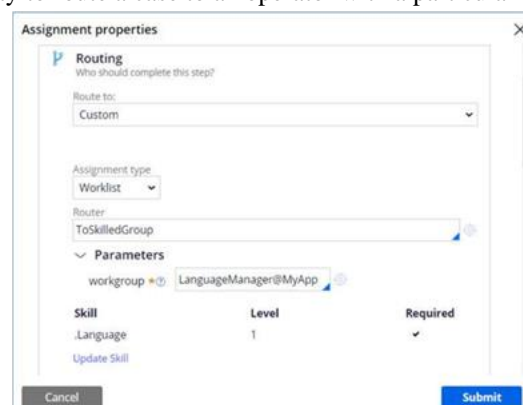 Assignment properties
Routing
Who should complete this step?
Route to:
Custom
Assignment type
Worklist
Router
ToSkilledGroup
Parameters
workgroup LanguageManager@MyApp
Skill Level Required
.Language 1
Update Skill
Cancel Submit